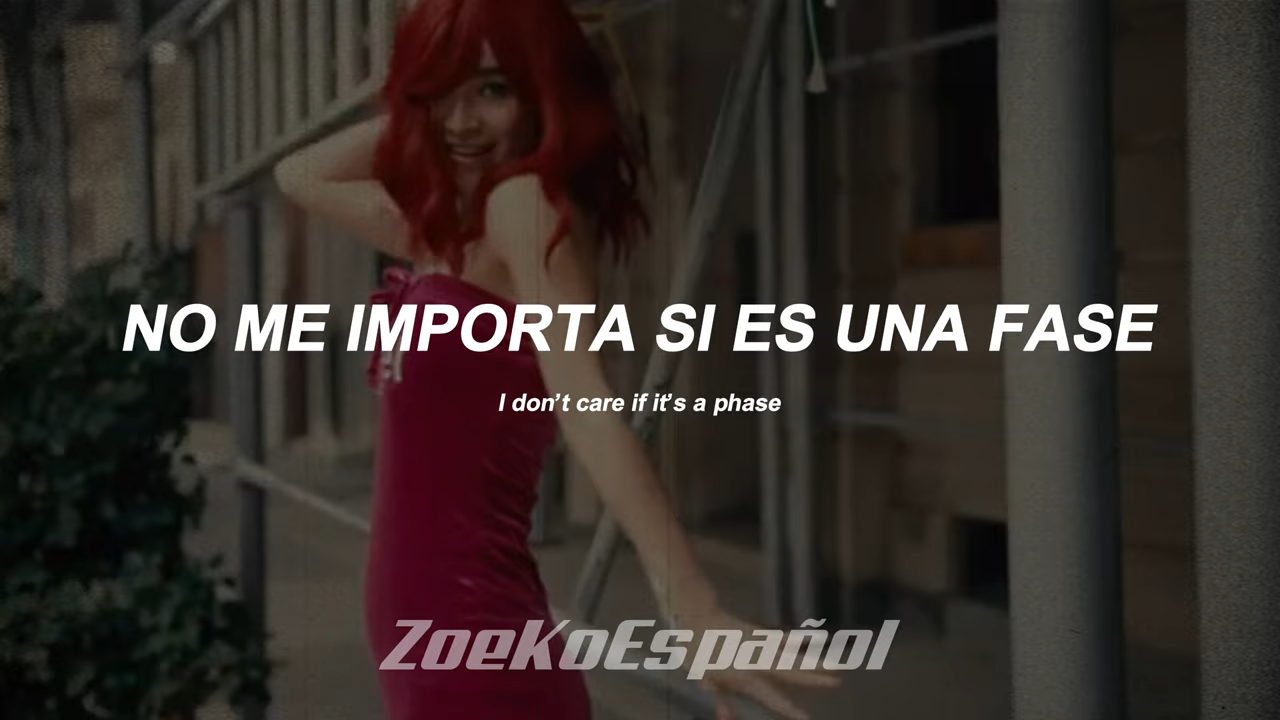 NO ME IMPORTA SI ES UNA FASE
I don't care if it's a phase
ZoeKoEspañol